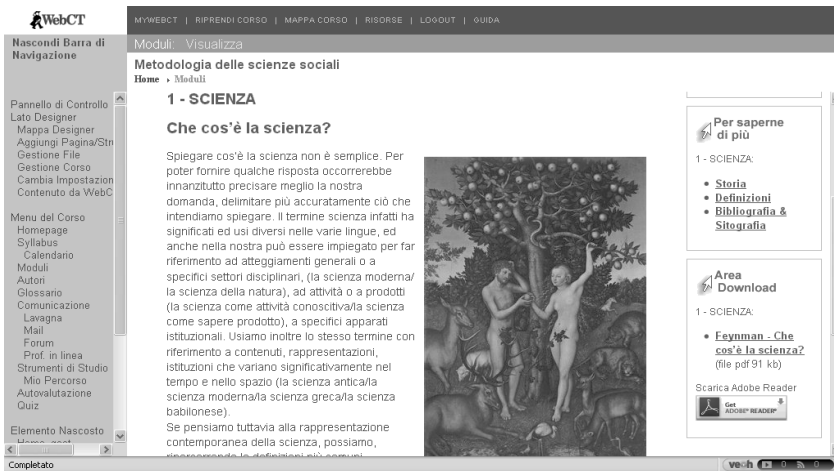 WebCT
MYWEBCT | RIPRENDI CORSO | MAPPA CORSO | RISORSE | LOGOUT | GUIDA
Nascondi Barra di
Navigazione
Moduli: Visualizza
Metodologia delle scienze sociali
Home › Moduli
Pannello di Controllo
Lato Designer
Mappa Designer
Aggiungi Pagina/Stru
Gestione File
Gestione Corso
Cambia Impostazion
Contenuto da WebC
Menu del Corso
Homepage
Syllabus
Calendario
Moduli
Autori
Glossario
Comunicazione
Lavagna
Mail
Forum
Prof. in linea
Strumenti di Studio
Mio Percorso
Autovalutazione
Quiz
Elemento Nascosto
1 - SCIENZA
Che cos'è la scienza?
Spiegare cos'è la scienza non è semplice. Per
poter fornire qualche risposta occorrerebbe
innanzitutto precisare meglio la nostra
domanda, delimitare più accuratamente ciò che
intendiamo spiegare. Il termine scienza infatti ha
significati ed usi diversi nelle varie lingue, ed
anche nella nostra può essere impiegato per far
riferimento ad atteggiamenti generali o a
specifici settori disciplinari, (la scienza moderna/
la scienza della natura), ad attività o a prodotti
(la scienza come attività conoscitiva/la scienza
come sapere prodotto), a specifici apparati
istituzionali. Usiamo inoltre lo stesso termine con
riferimento a contenuti, rappresentazioni,
istituzioni che variano significativamente nel
tempo e nello spazio (la scienza antica/la
scienza moderna/la scienza greca/la scienza
babilonese).
Se pensiamo tuttavia alla rappresentazione
contemporanea della scienza, possiamo,
Per saperne
di più
1 - SCIENZA:
• Storia
• Definizioni
• Bibliografia &
Sitografia
Area
Download
1 - SCIENZA:
• Feynman - Che
cos'è la scienza?
(file pdf 91 kb)
Scarica Adobe Reader
Get
ADOBE® READER®
Completato
veoh 0 0